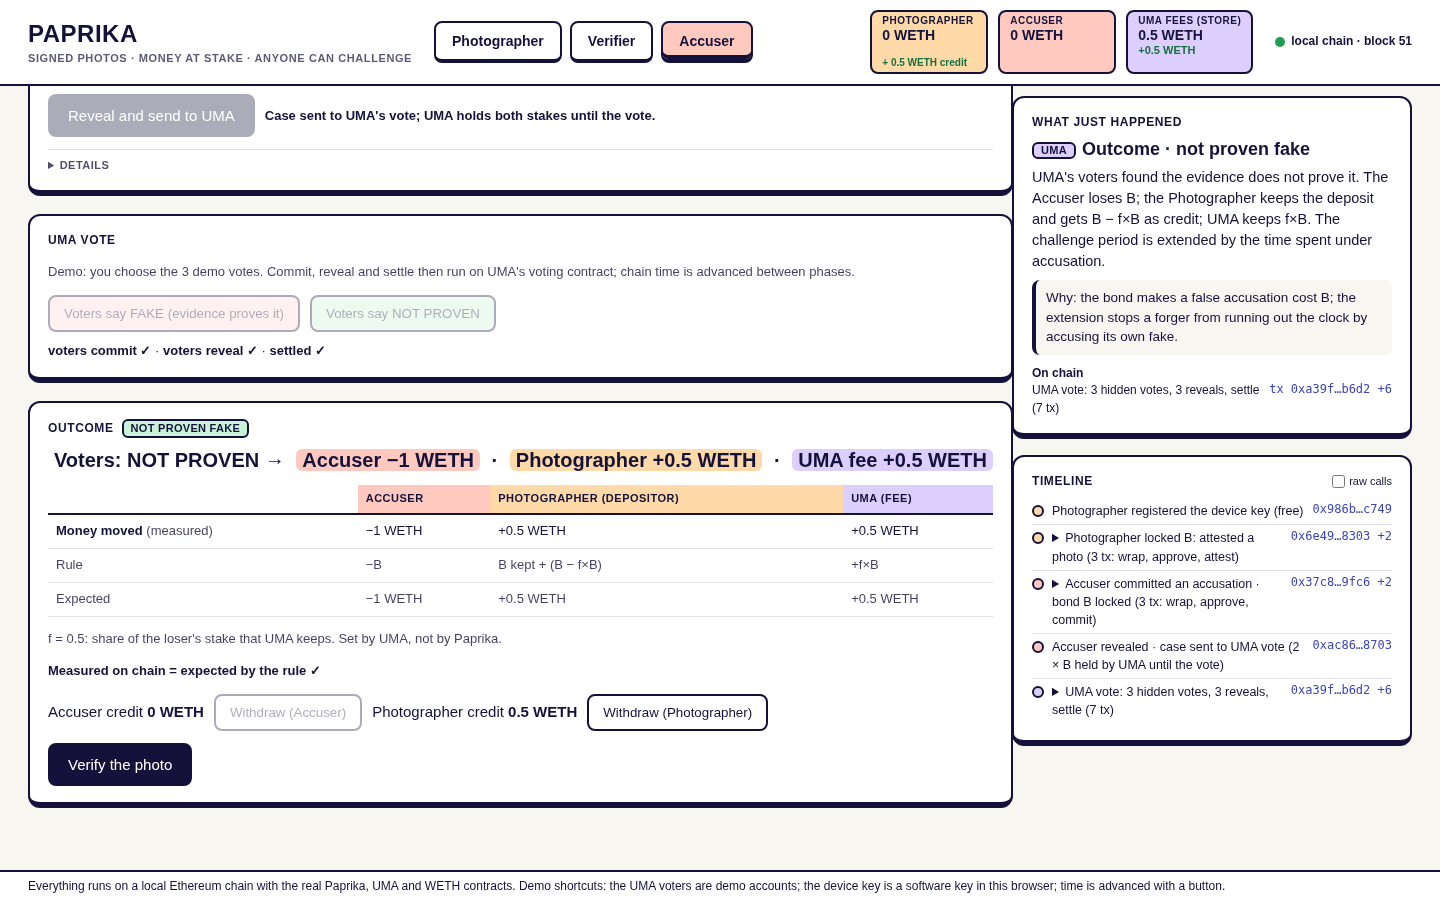 PAPRIKA
SIGNED PHOTOS · MONEY AT STAKE · ANYONE CAN CHALLENGE
Photographer
Verifier
Accuser
PHOTOGRAPHER
0 WETH
+ 0.5 WETH credit
ACCUSER
0 WETH
UMA FEES (STORE)
0.5 WETH
+0.5 WETH
local chain · block 51
Reveal and send to UMA
Case sent to UMA's vote; UMA holds both stakes until the vote.
▶ DETAILS
UMA VOTE
Demo: you choose the 3 demo votes. Commit, reveal and settle then run on UMA's voting contract; chain time is advanced between phases.
Voters say FAKE (evidence proves it)
Voters say NOT PROVEN
voters commit ✓ · voters reveal ✓ · settled ✓
OUTCOME NOT PROVEN FAKE
Voters: NOT PROVEN → Accuser −1 WETH · Photographer +0.5 WETH · UMA fee +0.5 WETH
ACCUSER PHOTOGRAPHER (DEPOSITOR) UMA (FEE)
Money moved (measured) −1 WETH +0.5 WETH +0.5 WETH
Rule −B B kept + (B − f×B) +f×B
Expected −1 WETH +0.5 WETH +0.5 WETH
f = 0.5: share of the loser's stake that UMA keeps. Set by UMA, not by Paprika.
Measured on chain = expected by the rule ✓
Accuser credit 0 WETH Withdraw (Accuser) Photographer credit 0.5 WETH Withdraw (Photographer)
Verify the photo
WHAT JUST HAPPENED
UMA Outcome · not proven fake
UMA's voters found the evidence does not prove it. The
Accuser loses B; the Photographer keeps the deposit
and gets B − f×B as credit; UMA keeps f×B. The
challenge period is extended by the time spent under
accusation.
Why: the bond makes a false accusation cost B; the
extension stops a forger from running out the clock by
accusing its own fake.
On chain
UMA vote: 3 hidden votes, 3 reveals, settle tx 0xa39f…b6d2 +6
(7 tx)
TIMELINE
raw calls
Photographer registered the device key (free) 0x986b…c749
▶ Photographer locked B: attested a 0x6e49…8303 +2
photo (3 tx: wrap, approve, attest)
▶ Accuser committed an accusation · 0x37c8…9fc6 +2
bond B locked (3 tx: wrap, approve,
commit)
Accuser revealed · case sent to UMA vote (2 0xac86…8703
× B held by UMA until the vote)
▶ UMA vote: 3 hidden votes, 3 reveals, 0xa39f…b6d2 +6
settle (7 tx)
Everything runs on a local Ethereum chain with the real Paprika, UMA and WETH contracts. Demo shortcuts: the UMA voters are demo accounts; the device key is a software key in this browser; time is advanced with a button.